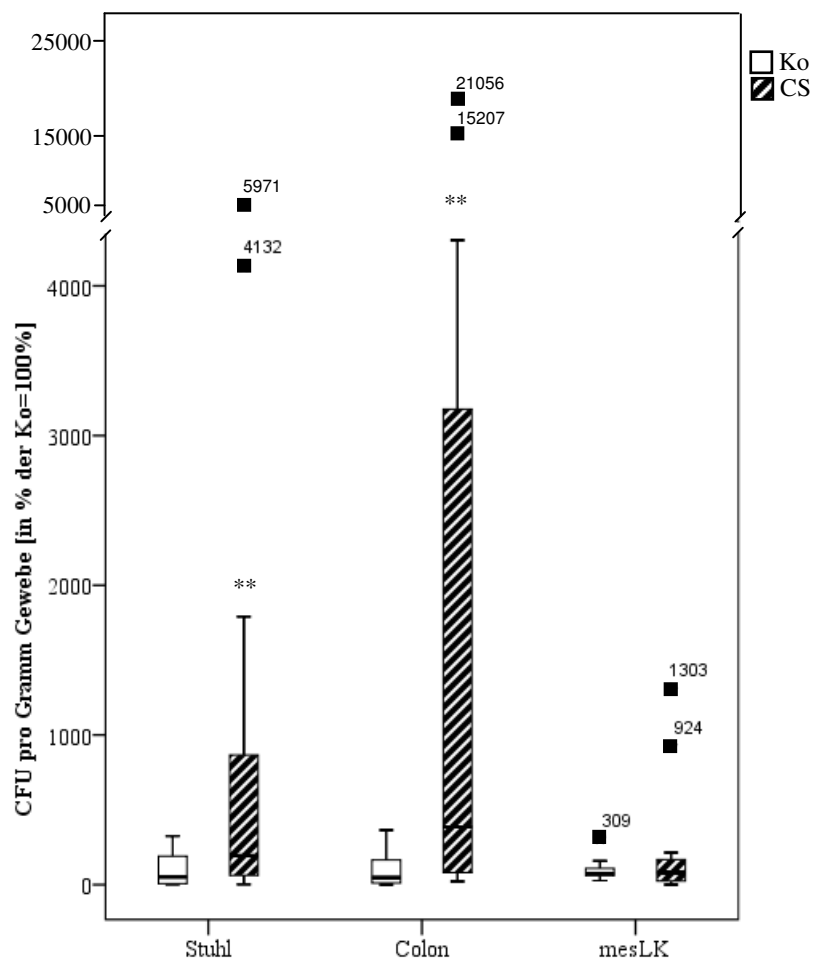 25000
15000
5000
4000
3000
2000
1000
0
CFU pro Gramm Gewebe [in % der Ko=100%]
Ko
CS
5971
4132
**
21056
15207
**
309
1303
924
Stuhl
Colon
mesLK